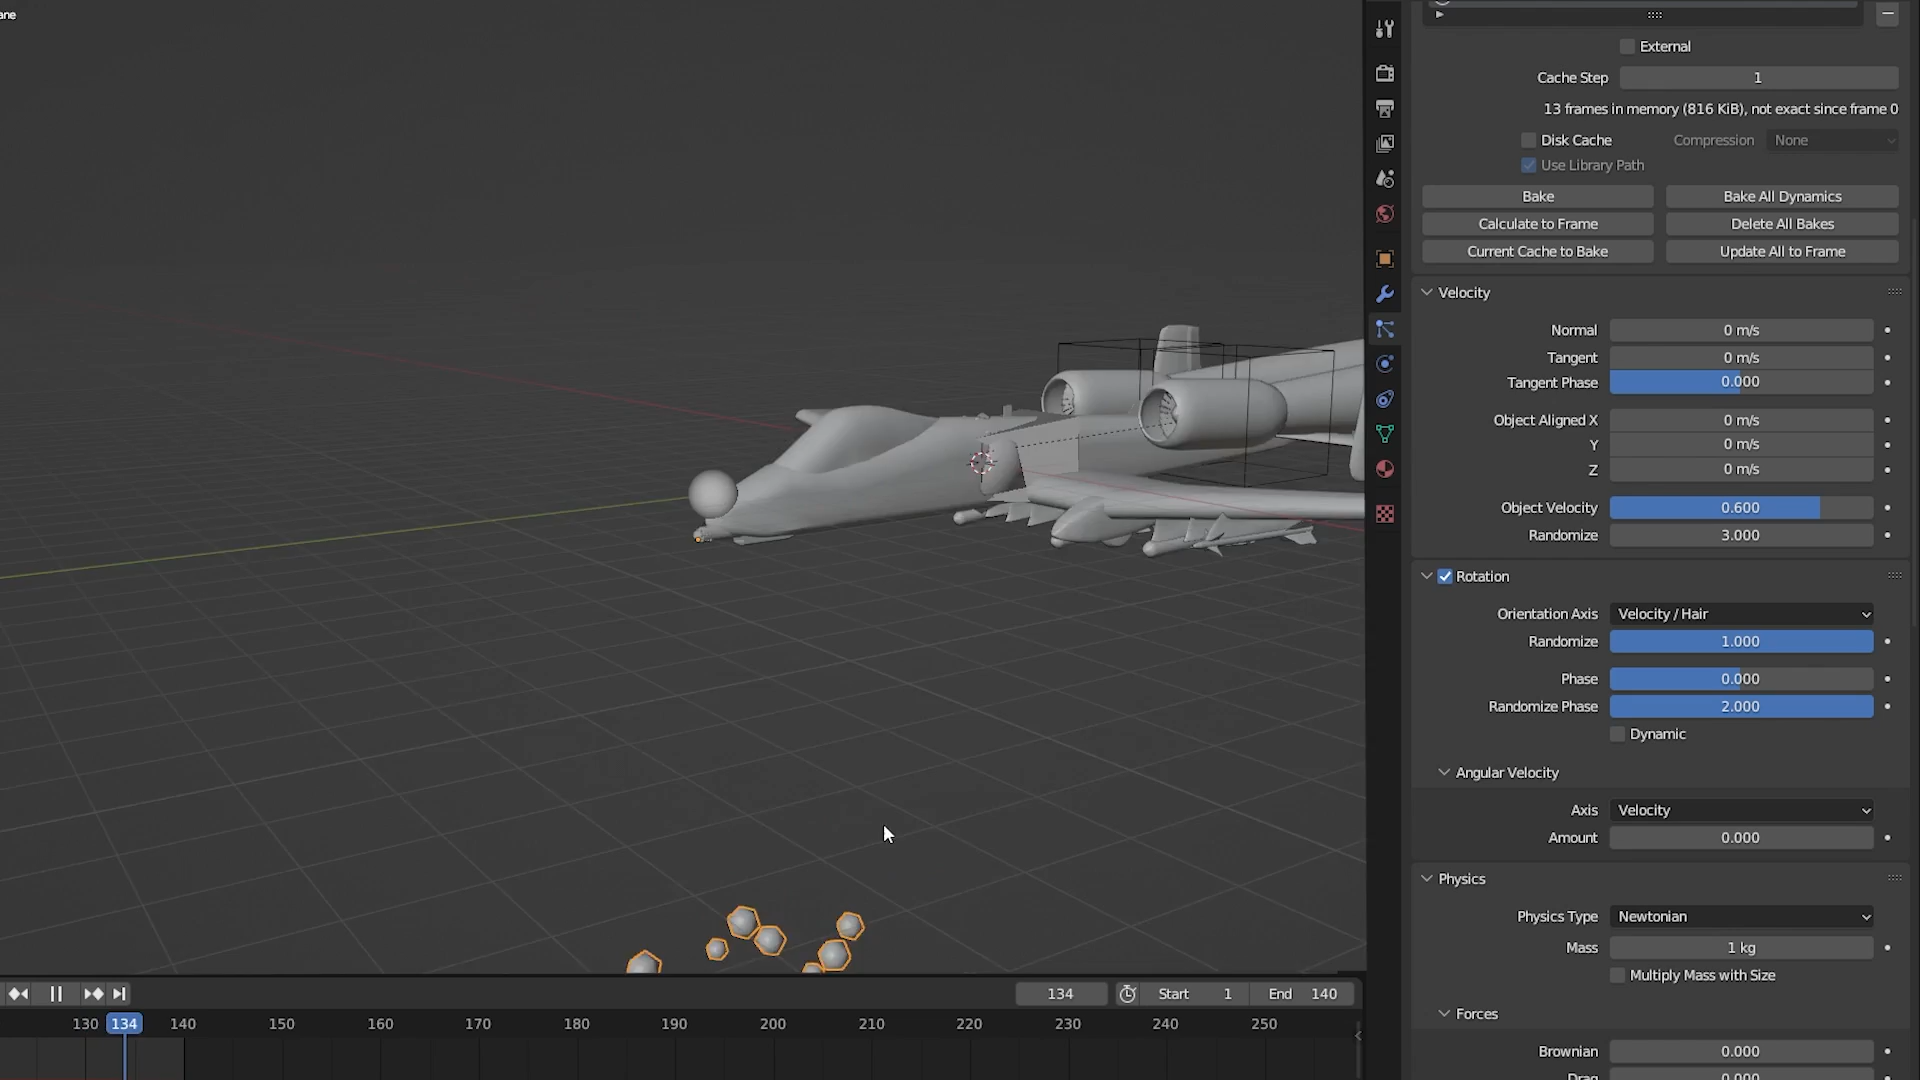 ane
External
Cache Step 1
13 frames in memory (816 KiB), not exact since frame 0
Disk Cache Compression None
Use Library Path
Bake Bake All Dynamics
Calculate to Frame Delete All Bakes
Current Cache to Bake Update All to Frame
Velocity
Normal 0 m/s
Tangent 0 m/s
Tangent Phase 0.000
Object Aligned X 0 m/s
Y 0 m/s
Z 0 m/s
Object Velocity 0.600
Randomize 3.000
Rotation
Orientation Axis Velocity / Hair
Randomize 1.000
Phase 0.000
Randomize Phase 2.000
Dynamic
Angular Velocity
Axis Velocity
Amount 0.000
Physics
Physics Type Newtonian
Mass 1 kg
Multiply Mass with Size
Forces
Brownian 0.000
Drag 0.000
134 Start 1 End 140
130 134 140 150 160 170 180 190 200 210 220 230 240 250